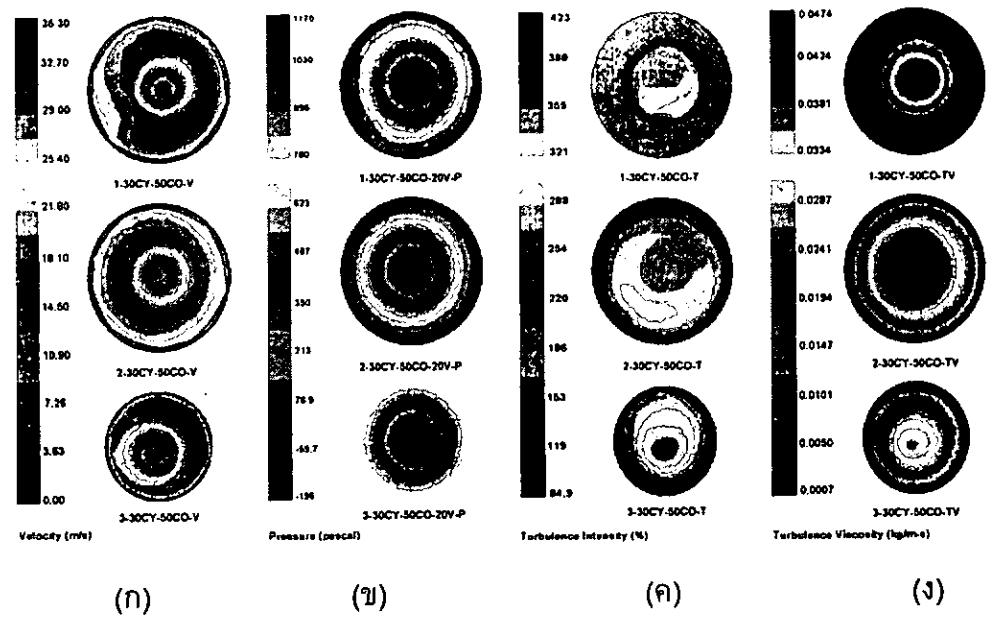 36.30
32.70
29.00
25.40
21.80
18.10
14.50
10.90
7.26
3.63
0.00
1-30CY-50CO-V
2-30CY-50CO-V
3-30CY-50CO-V
Velocity (m/s)
(ก)
1170
1030
896
760
623
487
350
213
76.9
-59.7
-196
1-30CY-50CO-20V-P
2-30CY-50CO-20V-P
3-30CY-50CO-20V-P
Pressure (pascal)
(ข)
423
389
355
321
288
254
220
186
153
119
84.9
1-30CY-50CO-T
2-30CY-50CO-T
3-30CY-50CO-T
Turbulence Intensity (%)
(ค)
0.0474
0.0434
0.0381
0.0334
0.0287
0.0241
0.0194
0.0147
0.0101
0.0050
0.0007
1-30CY-50CO-TV
2-30CY-50CO-TV
3-30CY-50CO-TV
Turbulence Viscosity (kg/m-s)
(ง)